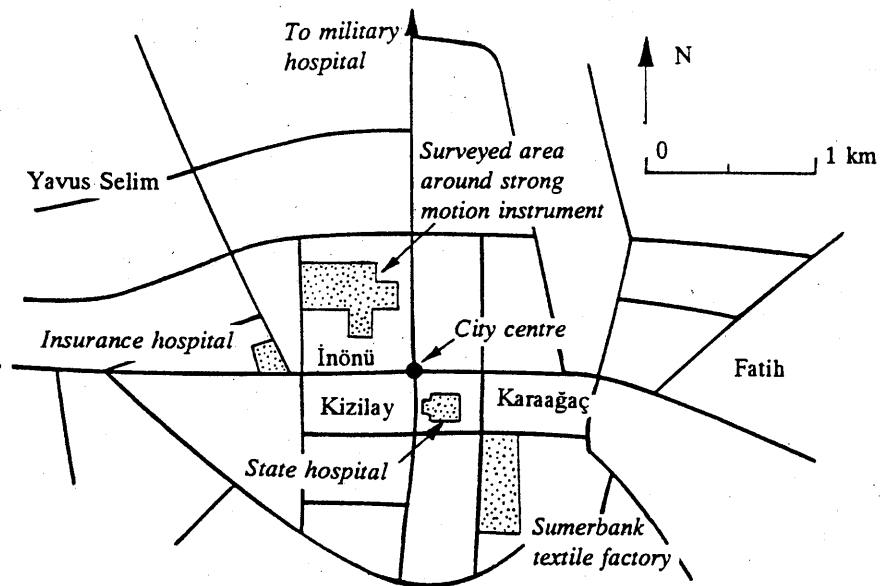 To military
hospital
N
0
1 km
Surveyed area
around strong
motion instrument
Yavus Selim
Insurance hospital
City centre
İnönü
Fatih
Kizilay
Karaağaç
State hospital
Sumerbank
textile factory